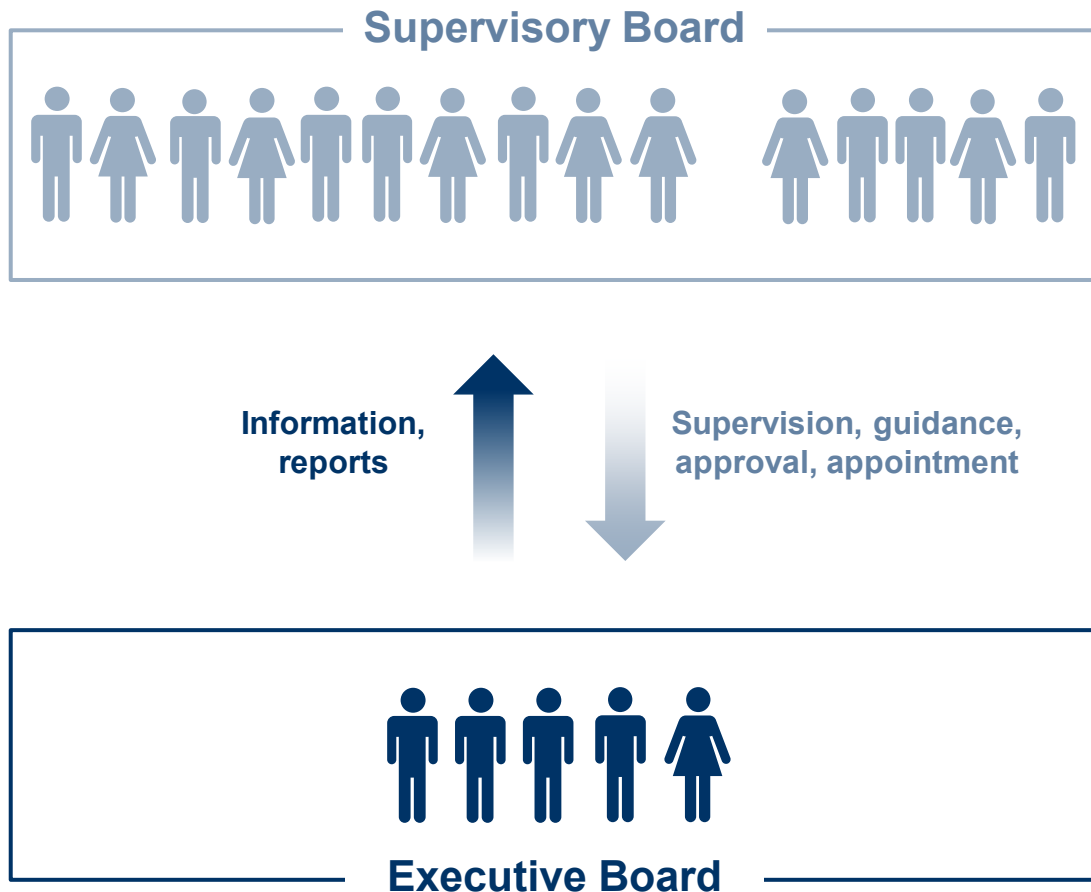 Supervisory Board
Information,
reports
Supervision, guidance,
approval, appointment
Executive Board